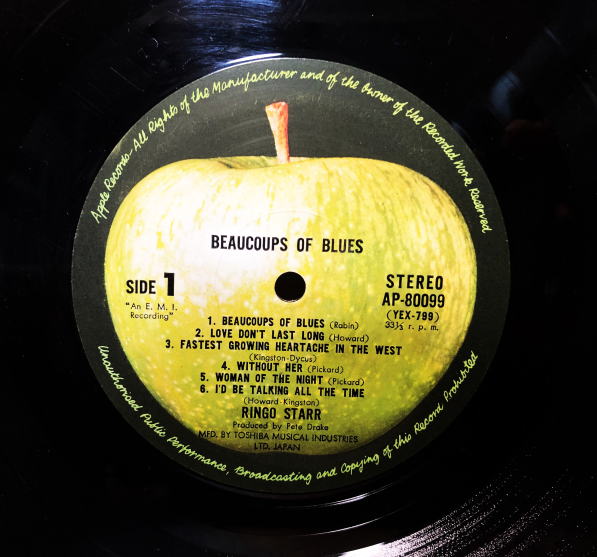 Apple Records-All Rights of the Manufacturer and of the Owner of the Recorded Work Reserved
BEAUCOUPS OF BLUES
SIDE 1
"An E. M. I.
Recording"
STEREO
AP-80099
(YEX-799)
33⅓ r. p. m.
1. BEAUCOUPS OF BLUES (Rabin)
2. LOVE DON'T LAST LONG (Howard)
3. FASTEST GROWING HEARTACHE IN THE WEST
(Kingston-Dycus)
4. WITHOUT HER (Pickard)
5. WOMAN OF THE NIGHT (Pickard)
6. I'D BE TALKING ALL THE TIME
(Howard-Kingston)
RINGO STARR
Produced by Pete Drake
MFD. BY TOSHIBA MUSICAL INDUSTRIES
LTD. JAPAN
Unauthorised Public Performance, Broadcasting and Copying of this Record Prohibited